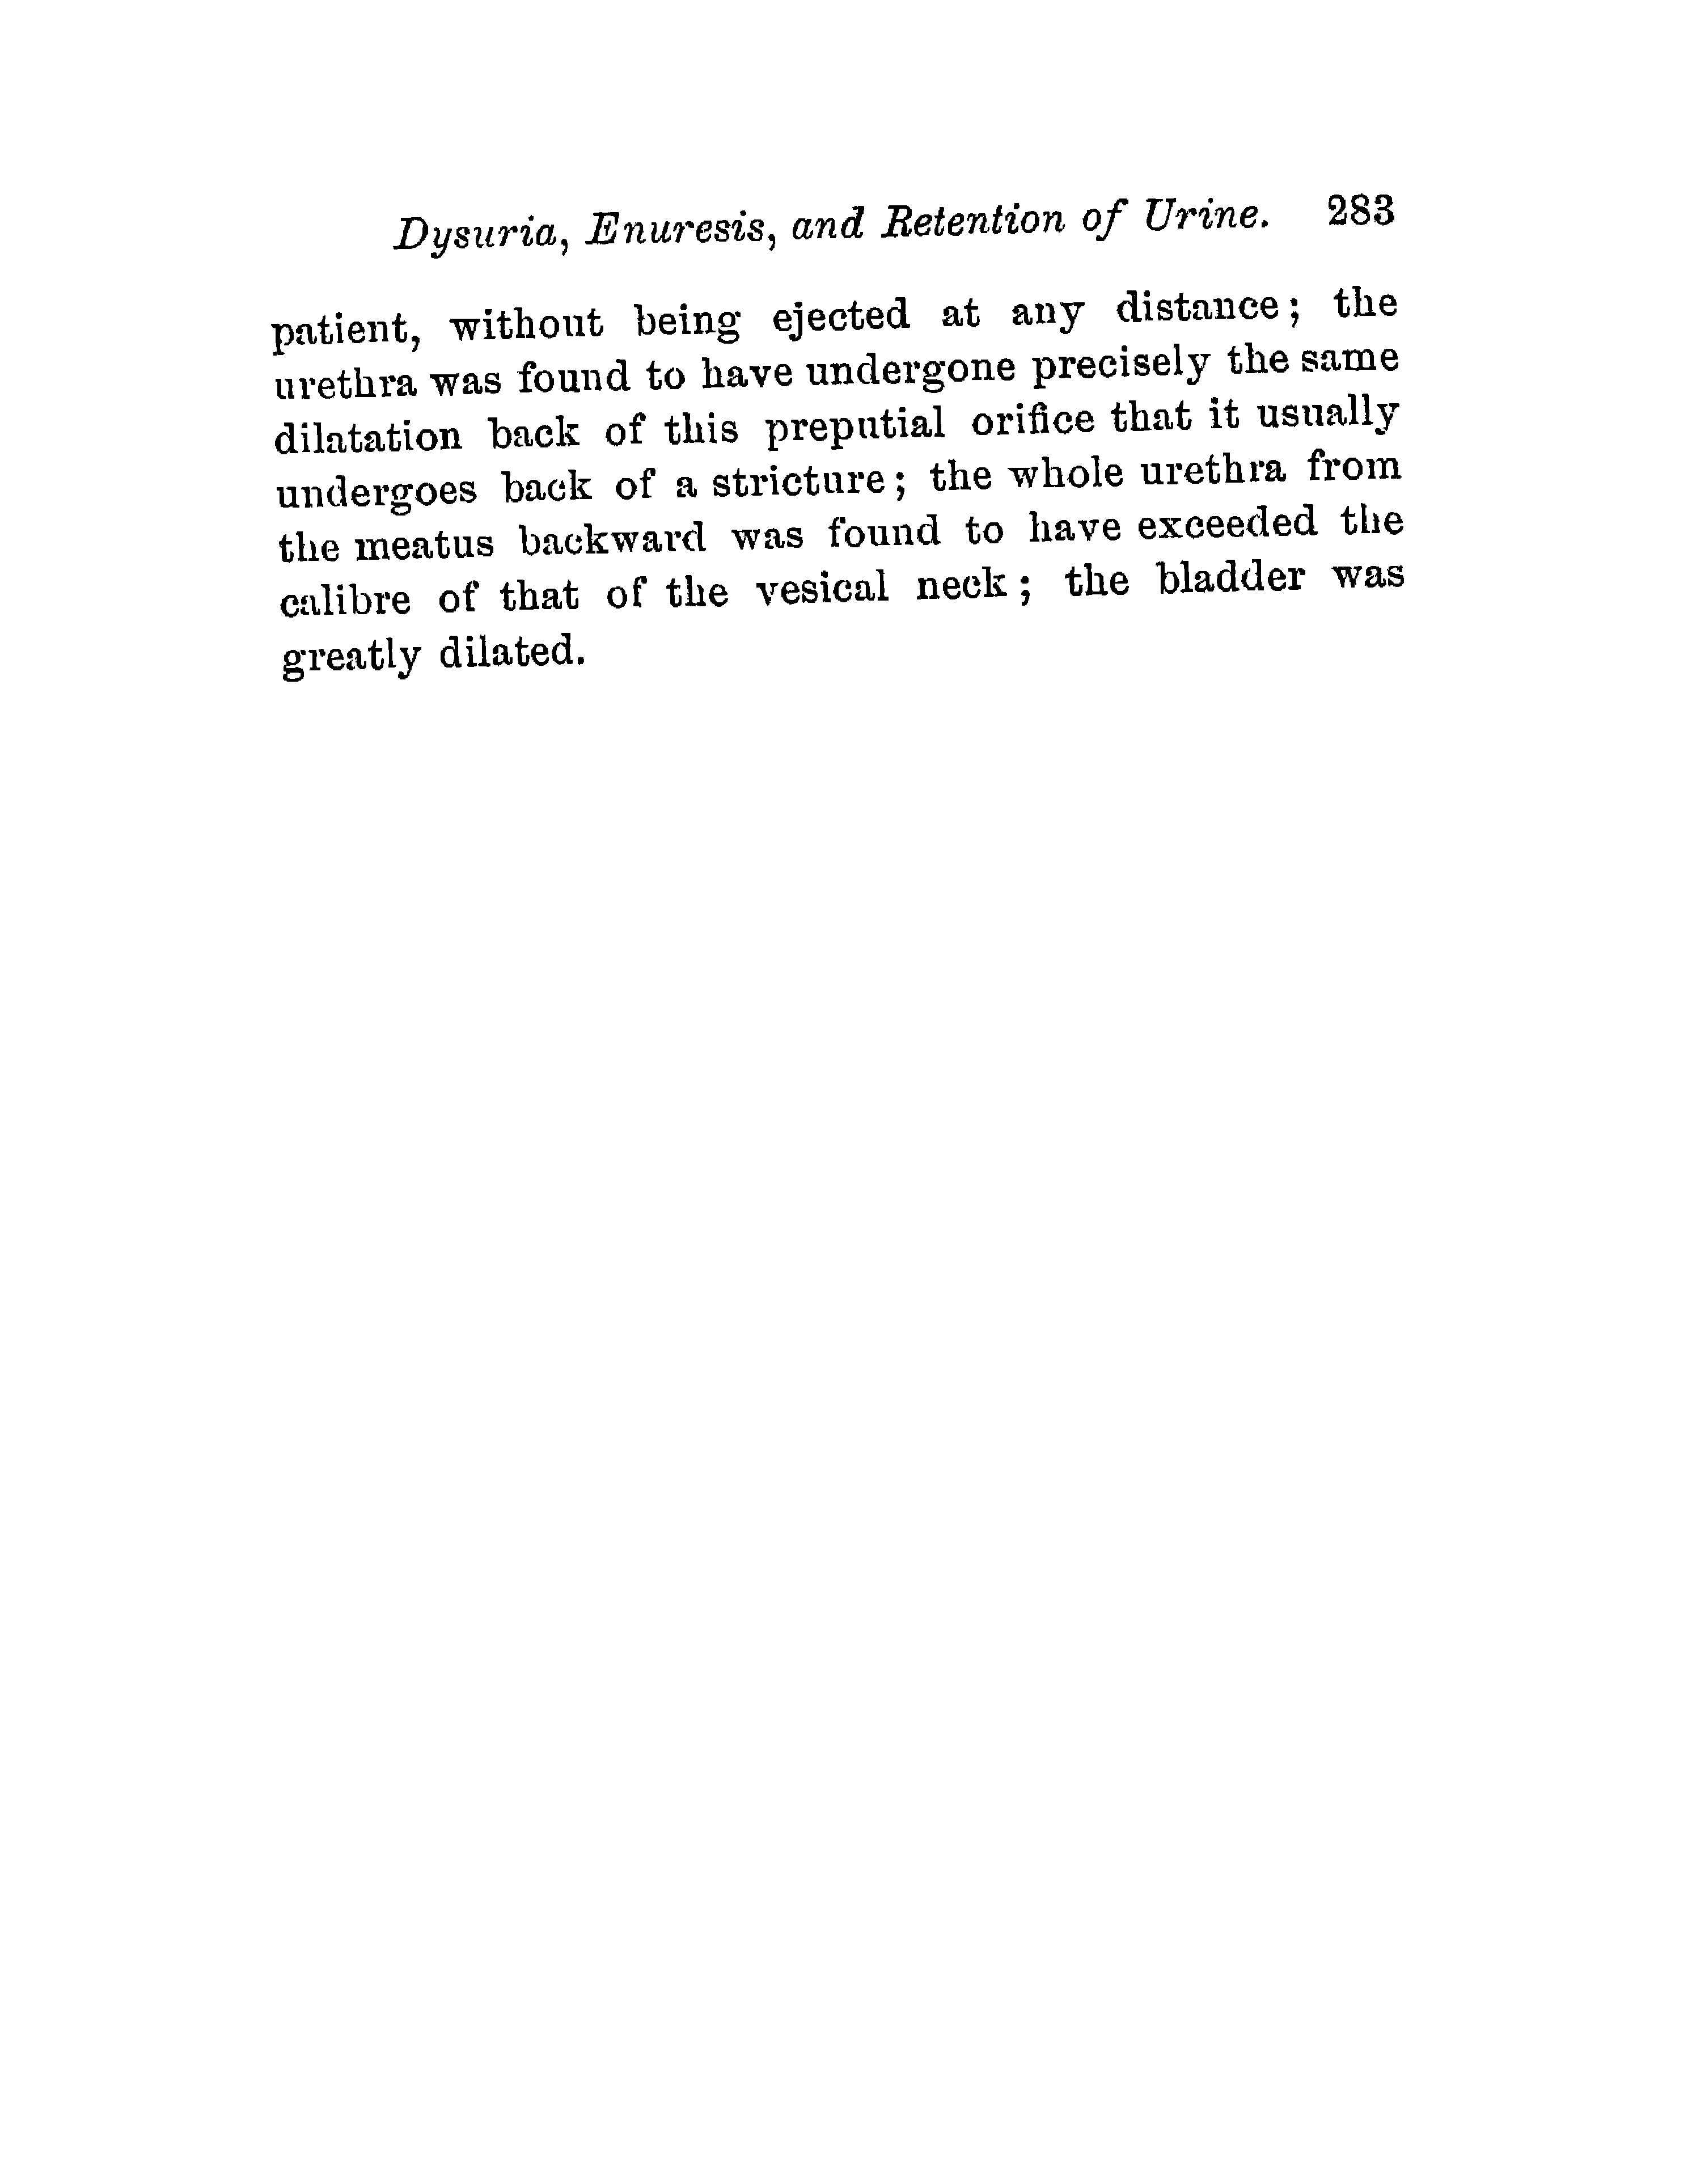 Dysuria, Enuresis, and Retention of Urine. 283
patient, without being ejected at any distance; the
urethra was found to have undergone precisely the same
dilatation back of this preputial orifice that it usually
undergoes back of a stricture; the whole urethra from
the meatus backward was found to have exceeded the
calibre of that of the vesical neck; the bladder was
greatly dilated.